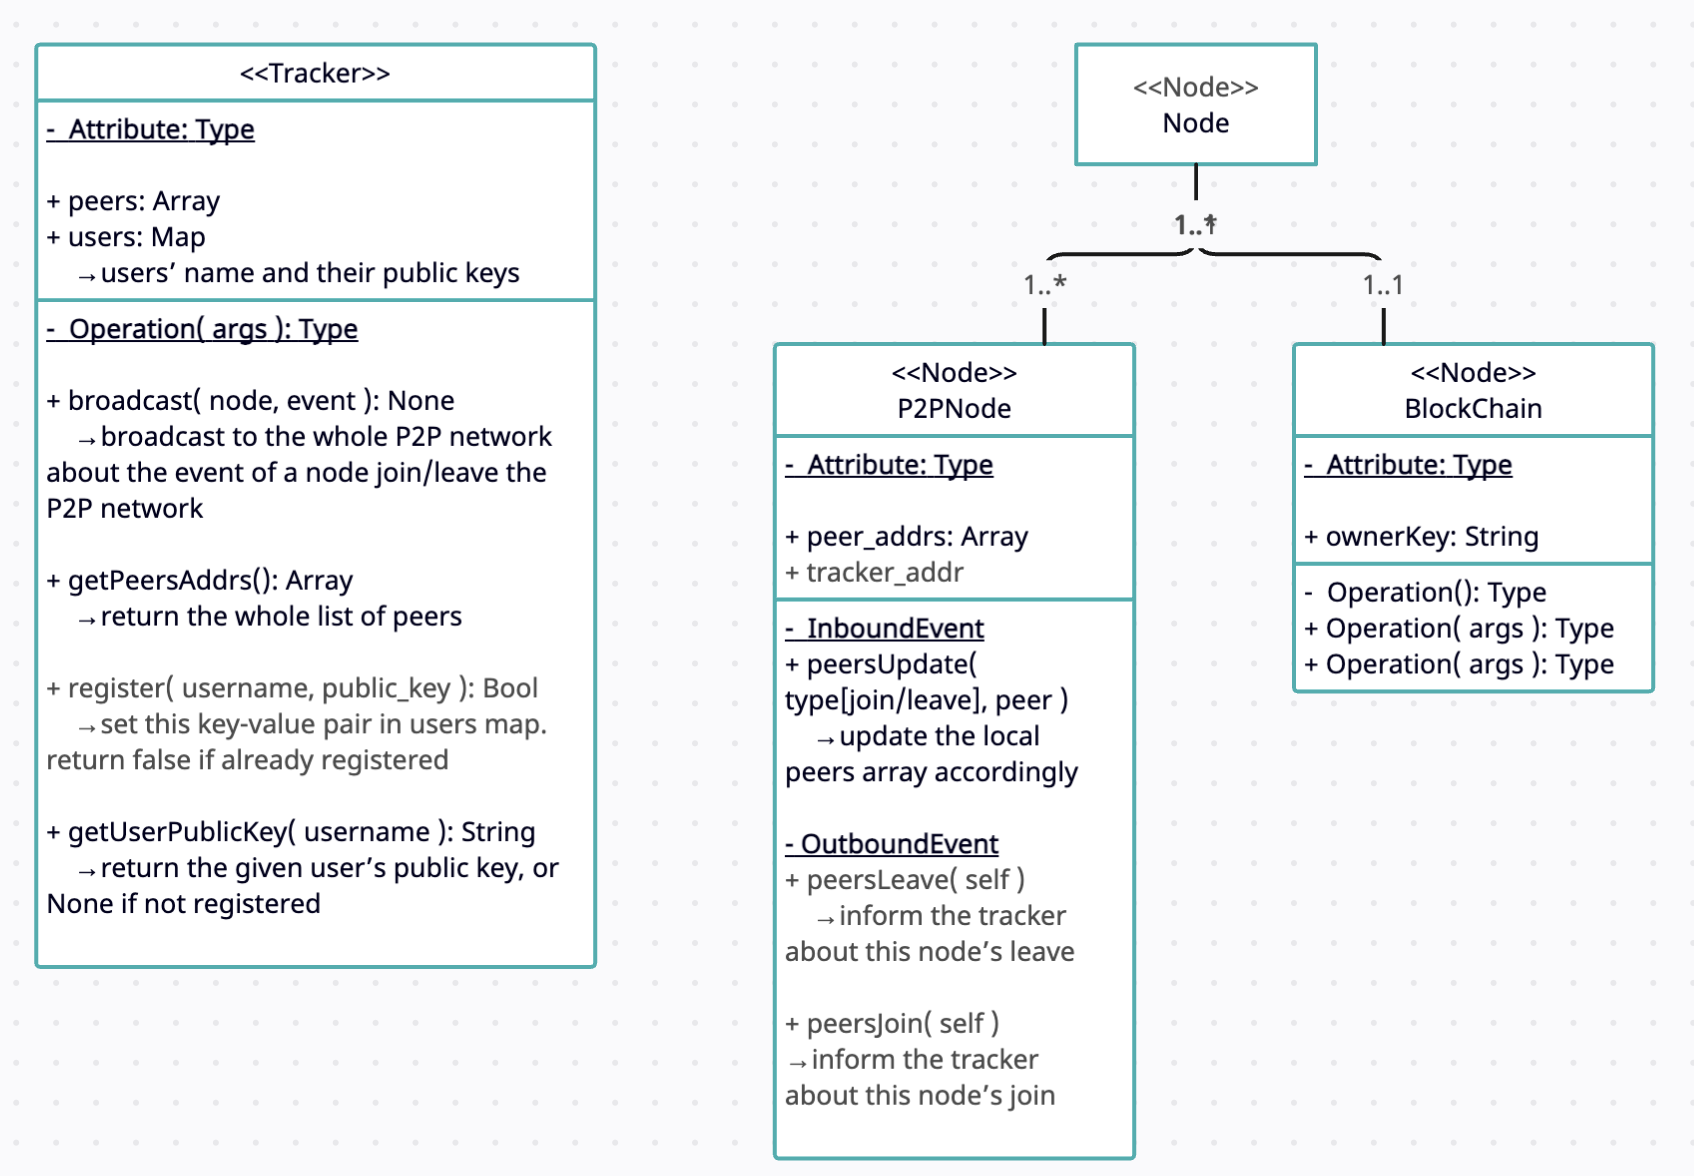 <<Tracker>>
- Attribute: Type
+ peers: Array
+ users: Map
→users’ name and their public keys
- Operation( args ): Type
+ broadcast( node, event ): None
→broadcast to the whole P2P network
about the event of a node join/leave the
P2P network
+ getPeersAddrs(): Array
→return the whole list of peers
+ register( username, public_key ): Bool
→set this key-value pair in users map.
return false if already registered
+ getUserPublicKey( username ): String
→return the given user’s public key, or
None if not registered
<<Node>>
Node
1..*
1..*
1..1
<<Node>>
P2PNode
- Attribute: Type
+ peer_addrs: Array
+ tracker_addr
- InboundEvent
+ peersUpdate(
type[join/leave], peer )
→update the local
peers array accordingly
- OutboundEvent
+ peersLeave( self )
→inform the tracker
about this node’s leave
+ peersJoin( self )
→inform the tracker
about this node’s join
<<Node>>
BlockChain
- Attribute: Type
+ ownerKey: String
- Operation(): Type
+ Operation( args ): Type
+ Operation( args ): Type